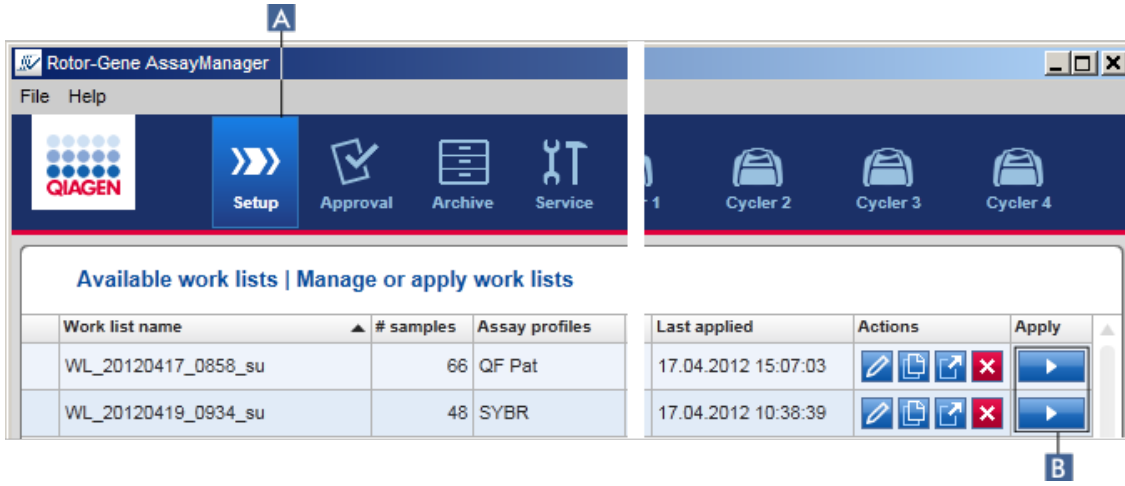 A
Rotor-Gene AssayManager
File Help
QIAGEN
Setup Approval Archive Service r 1 Cycler 2 Cycler 3 Cycler 4
Available work lists | Manage or apply work lists
Work list name # samples Assay profiles Last applied Actions Apply
WL_20120417_0858_su 66 QF Pat 17.04.2012 15:07:03
WL_20120419_0934_su 48 SYBR 17.04.2012 10:38:39
B